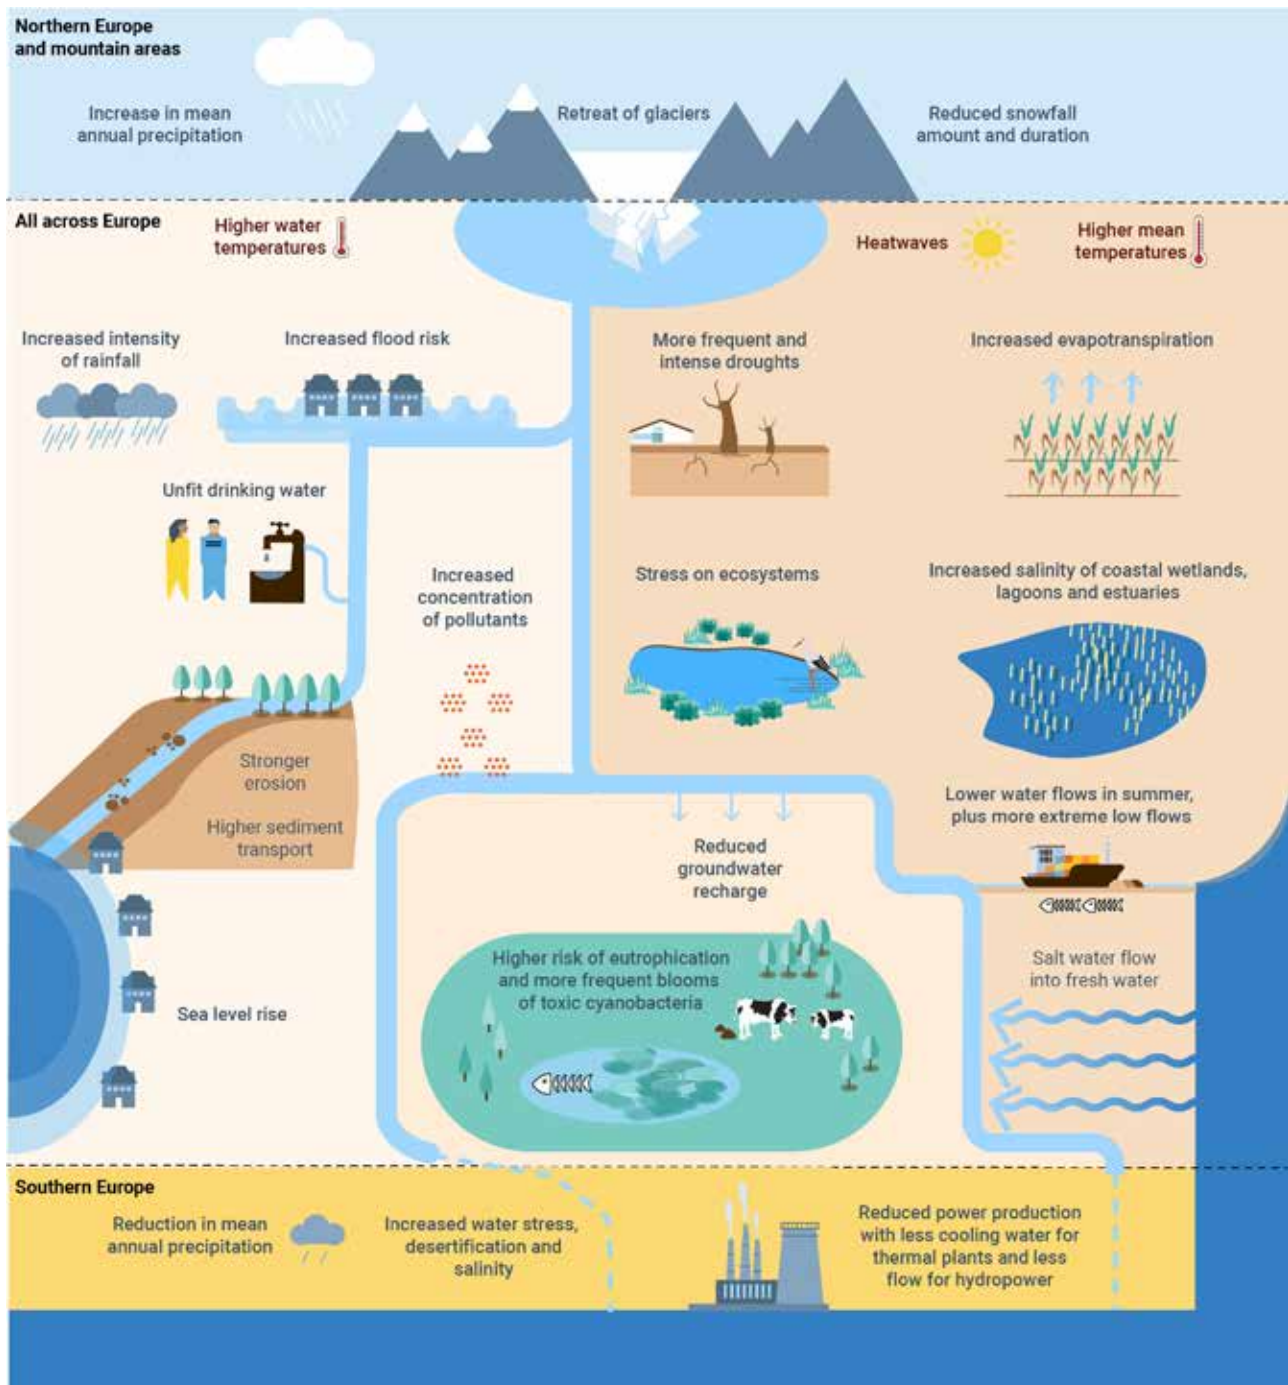 Northern Europe
and mountain areas
Increase in mean
annual precipitation
Retreat of glaciers
Reduced snowfall
amount and duration
All across Europe
Higher water
temperatures
Heatwaves
Higher mean
temperatures
Increased intensity
of rainfall
Increased flood risk
More frequent and
intense droughts
Increased evapotranspiration
Unfit drinking water
Increased
concentration
of pollutants
Stress on ecosystems
Increased salinity of coastal wetlands,
lagoons and estuaries
Stronger
erosion
Higher sediment
transport
Lower water flows in summer,
plus more extreme low flows
Reduced
groundwater
recharge
Sea level rise
Higher risk of eutrophication
and more frequent blooms
of toxic cyanobacteria
Salt water flow
into fresh water
Southern Europe
Reduction in mean
annual precipitation
Increased water stress,
desertification and
salinity
Reduced power production
with less cooling water for
thermal plants and less
flow for hydropower